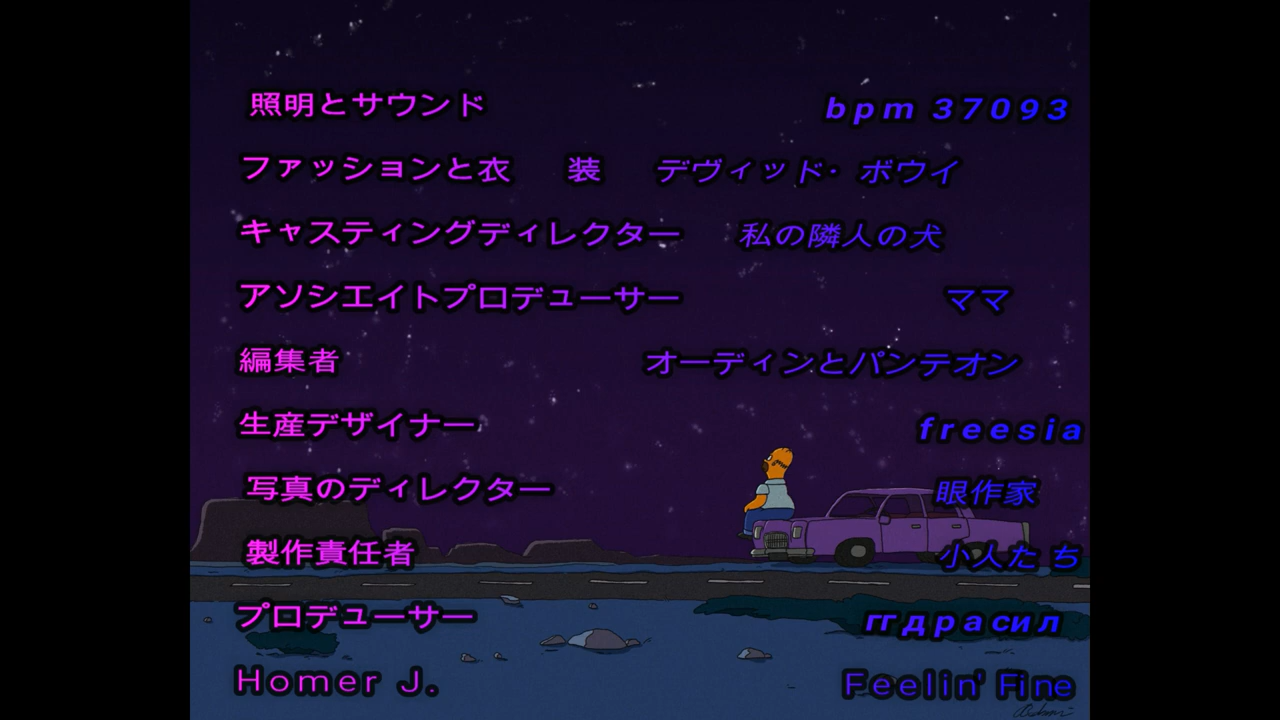 照明とサウンド bpm 37093
ファッションと衣 装 デヴィッド・ボウイ
キャスティングディレクター 私の隣人の犬
アソシエイトプロデューサー ママ
編集者 オーディンとパンテオン
生産デザイナー freesia
写真のディレクター 眼作家
製作責任者 小人たち
プロデューサー ггдрасил
Homer J. Feelin' Fine